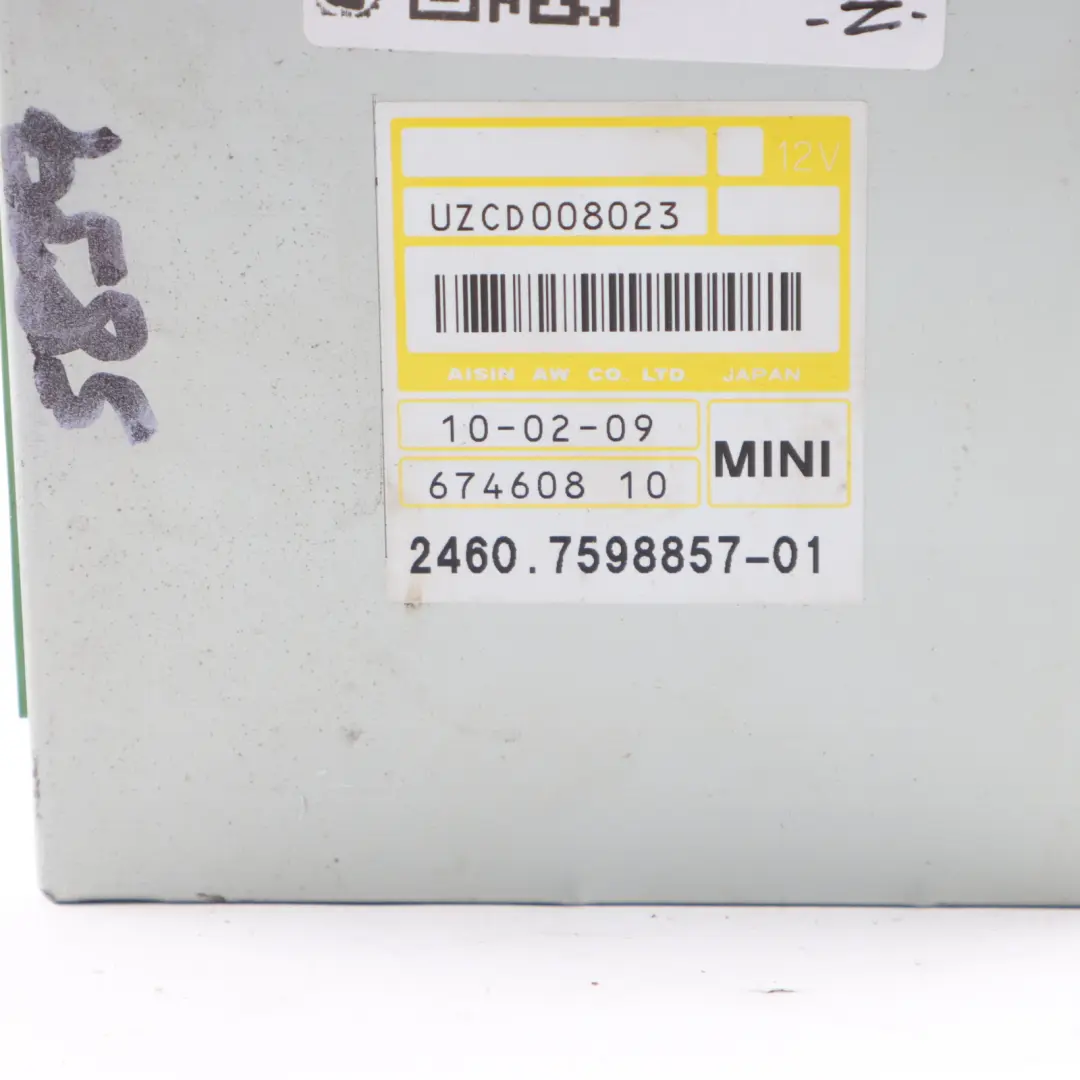 -Z-
12V
UZCD008023
AISIN AW CO. LTD JAPAN
10-02-09
674608 10
MINI
2460.7598857-01